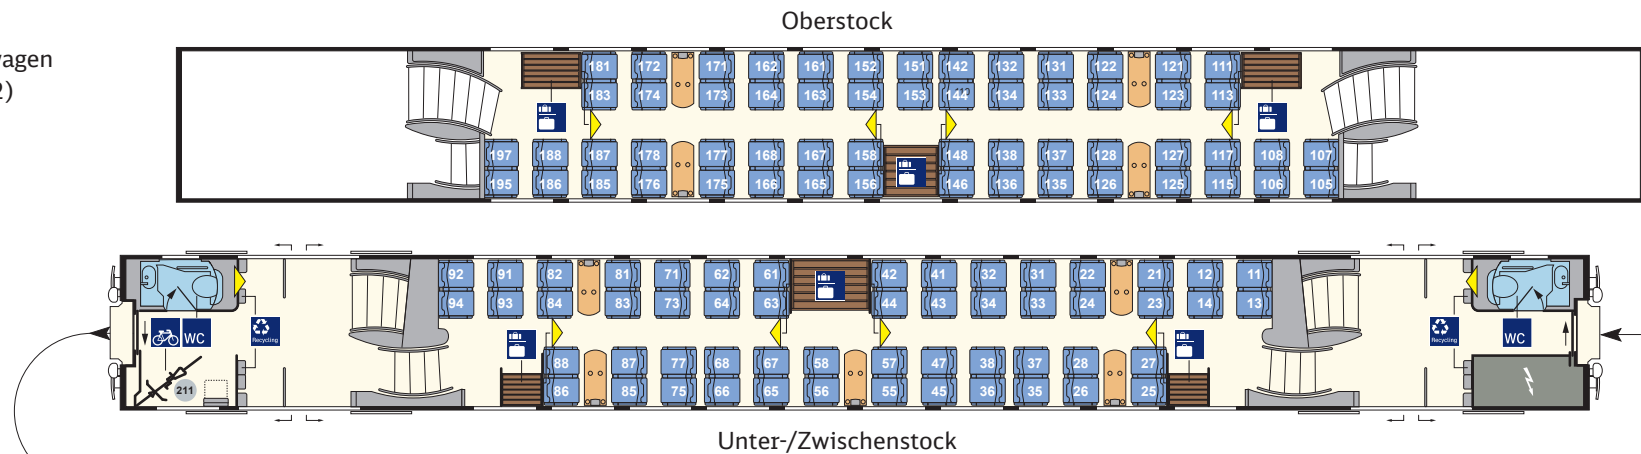 Oberstock
wagen
2)
181 172 171 162 161 152 151 142 132 131 122 121 111
183 174 173 164 163 154 153 144 134 133 124 123 113
197 188 187 178 177 168 167 158 148 138 137 128 127 117 108 107
195 186 185 176 175 166 165 156 146 136 135 126 125 115 106 105
92 91 82 81 71 62 61 42 41 32 31 22 21 12 11
94 93 84 83 73 64 63 44 43 34 33 24 23 14 13
WC Recycling Recycling WC
88 87 77 68 67 58 57 47 38 37 28 27
211 86 85 75 66 65 56 55 45 36 35 26 25
Unter-/Zwischenstock